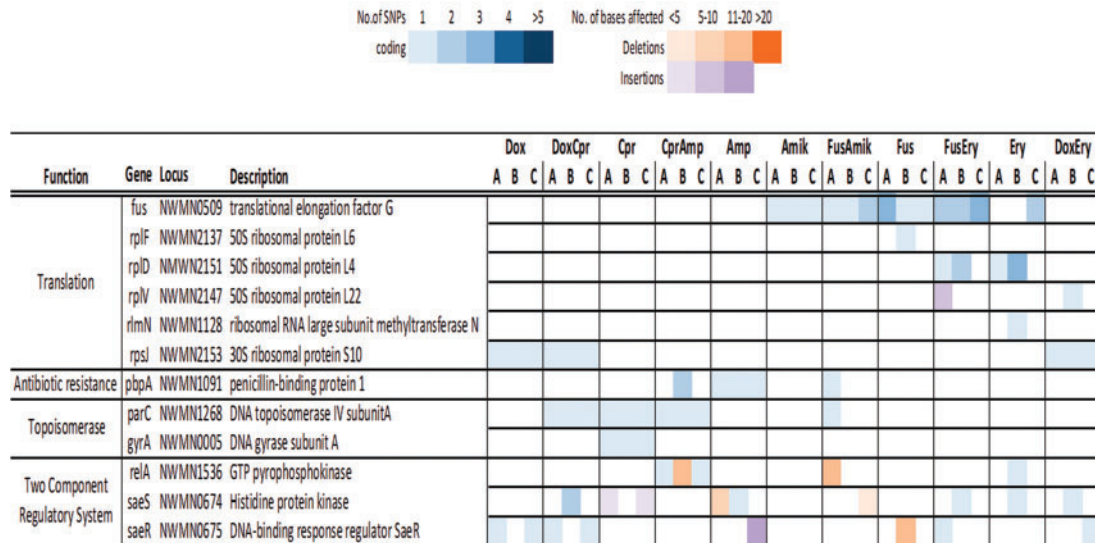 No.of SNPs 1 2 3 4 >5 No. of bases affected <5 5-10 11-20 >20
coding Deletions
Insertions
Dox DoxCpr Cpr CprAmp Amp Amik FusAmik Fus FusEry Ery DoxEry
Function Gene Locus Description A B C A B C A B C A B C A B C A B C A B C A B C A B C A B C A B C
fus NWMN0509 translational elongation factor G
rplF NWMN2137 50S ribosomal protein L6
Translation rplD NMWN2151 50S ribosomal protein L4
rplV NWMN2147 50S ribosomal protein L22
rlmN NWMN1128 ribosomal RNA large subunit methyltransferase N
rpsJ NWMN2153 30S ribosomal protein S10
Antibiotic resistance pbpA NWMN1091 penicillin-binding protein 1
Topoisomerase parC NWMN1268 DNA topoisomerase IV subunitA
gyrA NWMN0005 DNA gyrase subunit A
Two Component Regulatory System relA NWMN1536 GTP pyrophosphokinase
saeS NWMN0674 Histidine protein kinase
saeR NWMN0675 DNA-binding response regulator SaeR